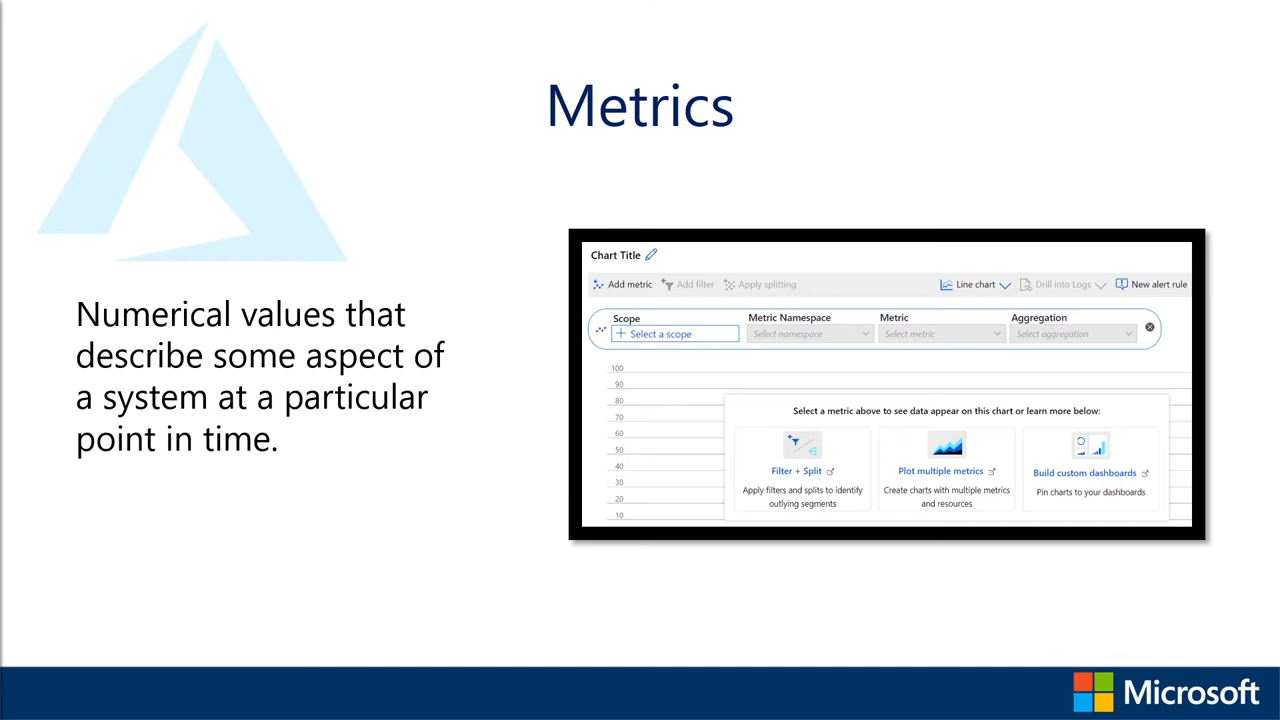 Metrics
Numerical values that
describe some aspect of
a system at a particular
point in time.
Chart Title
Add metric Add filter Apply splitting Line chart Drill into Logs New alert rule
Scope Metric Namespace Metric Aggregation
+ Select a scope Select namespace Select metric Select aggregation
100
90
80
70
60
50
40
30
20
10
Select a metric above to see data appear on this chart or learn more below:
Filter + Split Plot multiple metrics Build custom dashboards
Apply filters and splits to identify Create charts with multiple metrics Pin charts to your dashboards
outlying segments and resources
Microsoft